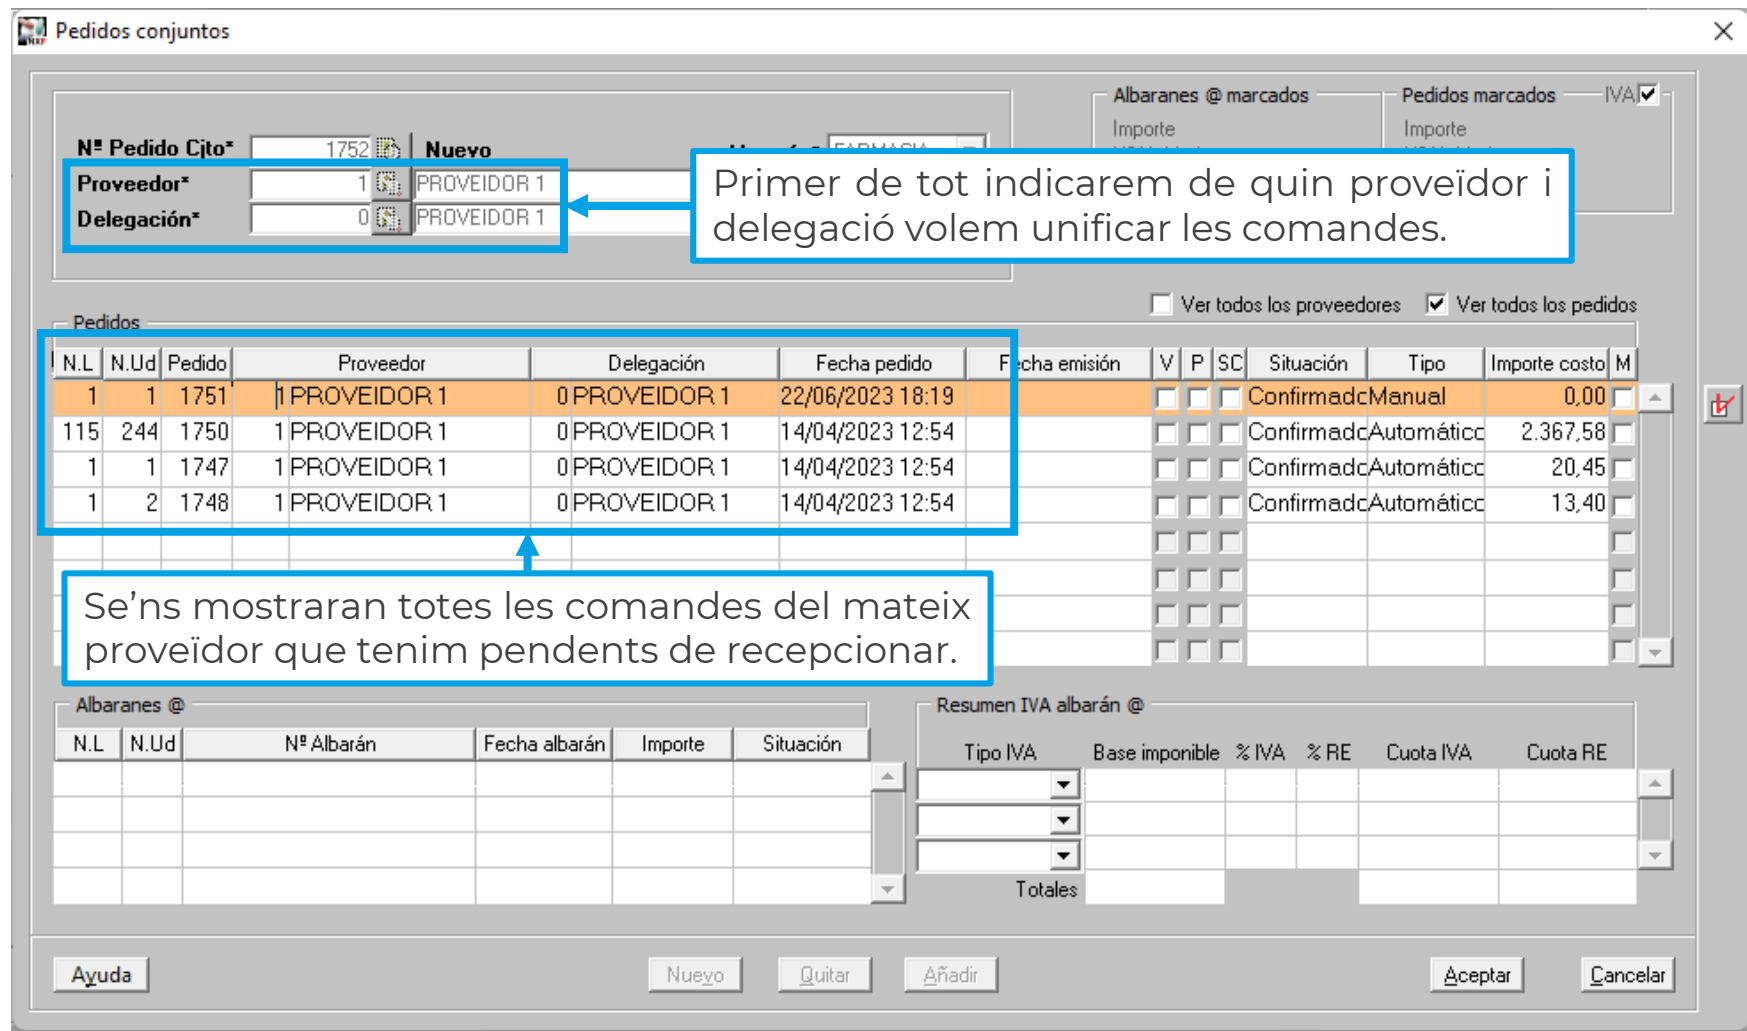 Pedidos conjuntos
Albaranes @ marcados
Pedidos marcados
IVA
Importe
Importe
Nº Pedido Cjto*
1752
Nuevo
Proveedor*
1
PROVEIDOR 1
Delegación*
0
PROVEIDOR 1
Primer de tot indicarem de quin proveïdor i
delegació volem unificar les comandes.
Ver todos los proveedores
Ver todos los pedidos
Pedidos
N.L N.Ud Pedido Proveedor Delegación Fecha pedido Fecha emisión V P SC Situación Tipo Importe costo M
1 1 1751 1 PROVEIDOR 1 0 PROVEIDOR 1 22/06/2023 18:19 Confirmadc Manual 0,00
115 244 1750 1 PROVEIDOR 1 0 PROVEIDOR 1 14/04/2023 12:54 Confirmadc Automáticc 2.367,58
1 1 1747 1 PROVEIDOR 1 0 PROVEIDOR 1 14/04/2023 12:54 Confirmadc Automáticc 20,45
1 2 1748 1 PROVEIDOR 1 0 PROVEIDOR 1 14/04/2023 12:54 Confirmadc Automáticc 13,40
Se'ns mostraran totes les comandes del mateix
proveïdor que tenim pendents de recepcionar.
Albaranes @
N.L N.Ud Nº Albarán Fecha albarán Importe Situación
Resumen IVA albarán @
Tipo IVA Base imponible % IVA % RE Cuota IVA Cuota RE
Totales
Ayuda
Nuevo
Quitar
Añadir
Aceptar
Cancelar